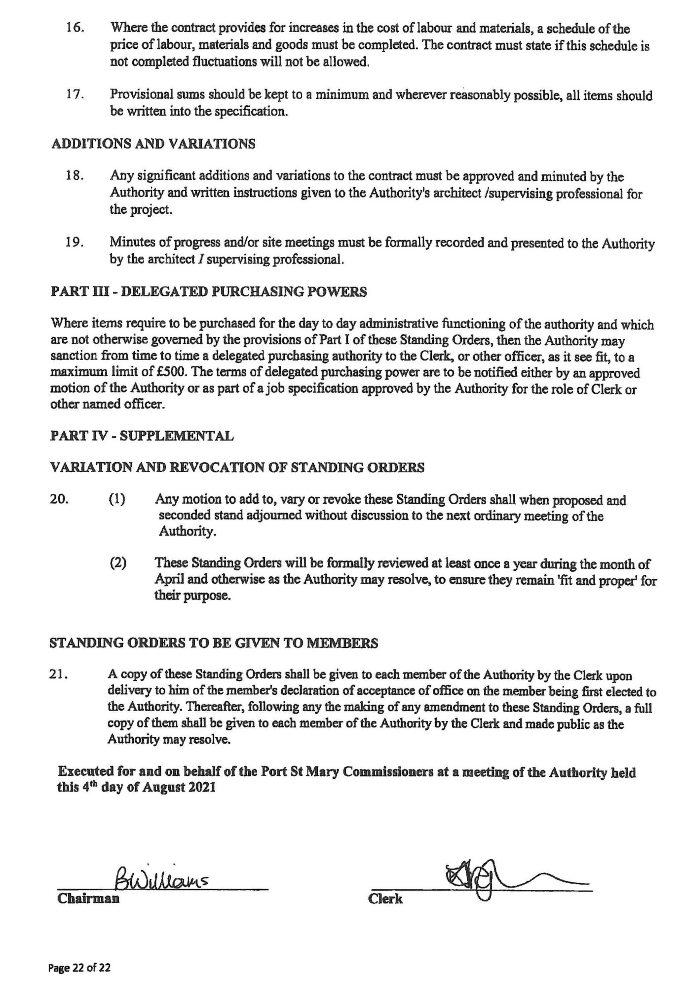 16. Where the contract provides for increases in the cost of labour and materials, a schedule of the
price of labour, materials and goods must be completed. The contract must state if this schedule is
not completed fluctuations will not be allowed.
17. Provisional sums should be kept to a minimum and wherever reasonably possible, all items should
be written into the specification.
ADDITIONS AND VARIATIONS
18. Any significant additions and variations to the contract must be approved and minuted by the
Authority and written instructions given to the Authority's architect /supervising professional for
the project.
19. Minutes of progress and/or site meetings must be formally recorded and presented to the Authority
by the architect I supervising professional.
PART III - DELEGATED PURCHASING POWERS
Where items require to be purchased for the day to day administrative functioning of the authority and which
are not otherwise governed by the provisions of Part I of these Standing Orders, then the Authority may
sanction from time to time a delegated purchasing authority to the Clerk, or other officer, as it see fit, to a
maximum limit of £500. The terms of delegated purchasing power are to be notified either by an approved
motion of the Authority or as part of a job specification approved by the Authority for the role of Clerk or
other named officer.
PART IV - SUPPLEMENTAL
VARIATION AND REVOCATION OF STANDING ORDERS
20. (1) Any motion to add to, vary or revoke these Standing Orders shall when proposed and
seconded stand adjourned without discussion to the next ordinary meeting of the
Authority.
(2) These Standing Orders will be formally reviewed at least once a year during the month of
April and otherwise as the Authority may resolve, to ensure they remain 'fit and proper' for
their purpose.
STANDING ORDERS TO BE GIVEN TO MEMBERS
21. A copy of these Standing Orders shall be given to each member of the Authority by the Clerk upon
delivery to him of the member's declaration of acceptance of office on the member being first elected to
the Authority. Thereafter, following any the making of any amendment to these Standing Orders, a full
copy of them shall be given to each member of the Authority by the Clerk and made public as the
Authority may resolve.
Executed for and on behalf of the Port St Mary Commissioners at a meeting of the Authority held
this 4th day of August 2021
BWilliams
Chairman Clerk
Page 22 of 22